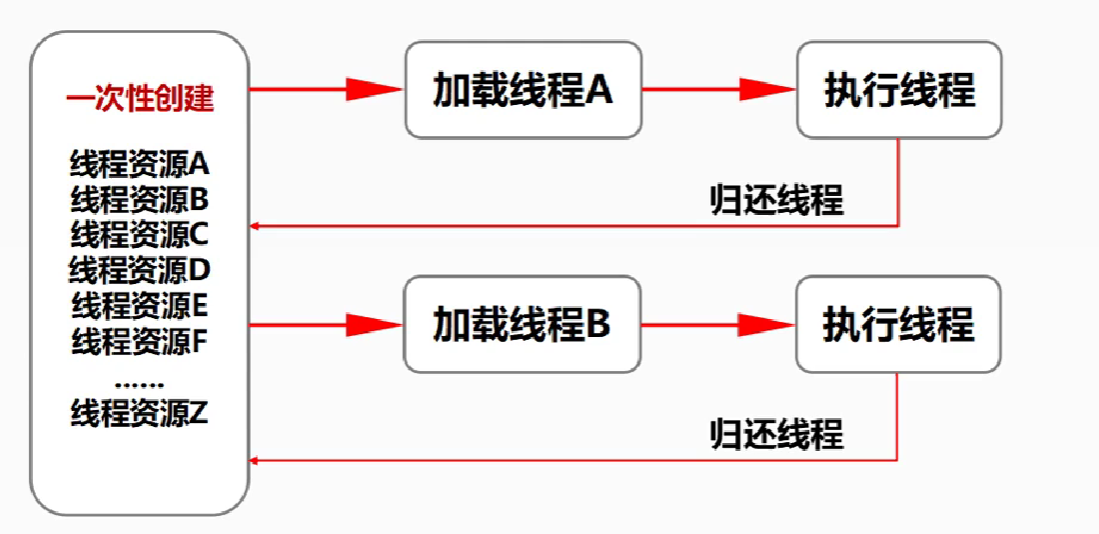 一次性创建
线程资源A
线程资源B
线程资源C
线程资源D
线程资源E
线程资源F
......
线程资源Z
加载线程A
执行线程
归还线程
加载线程B
执行线程
归还线程